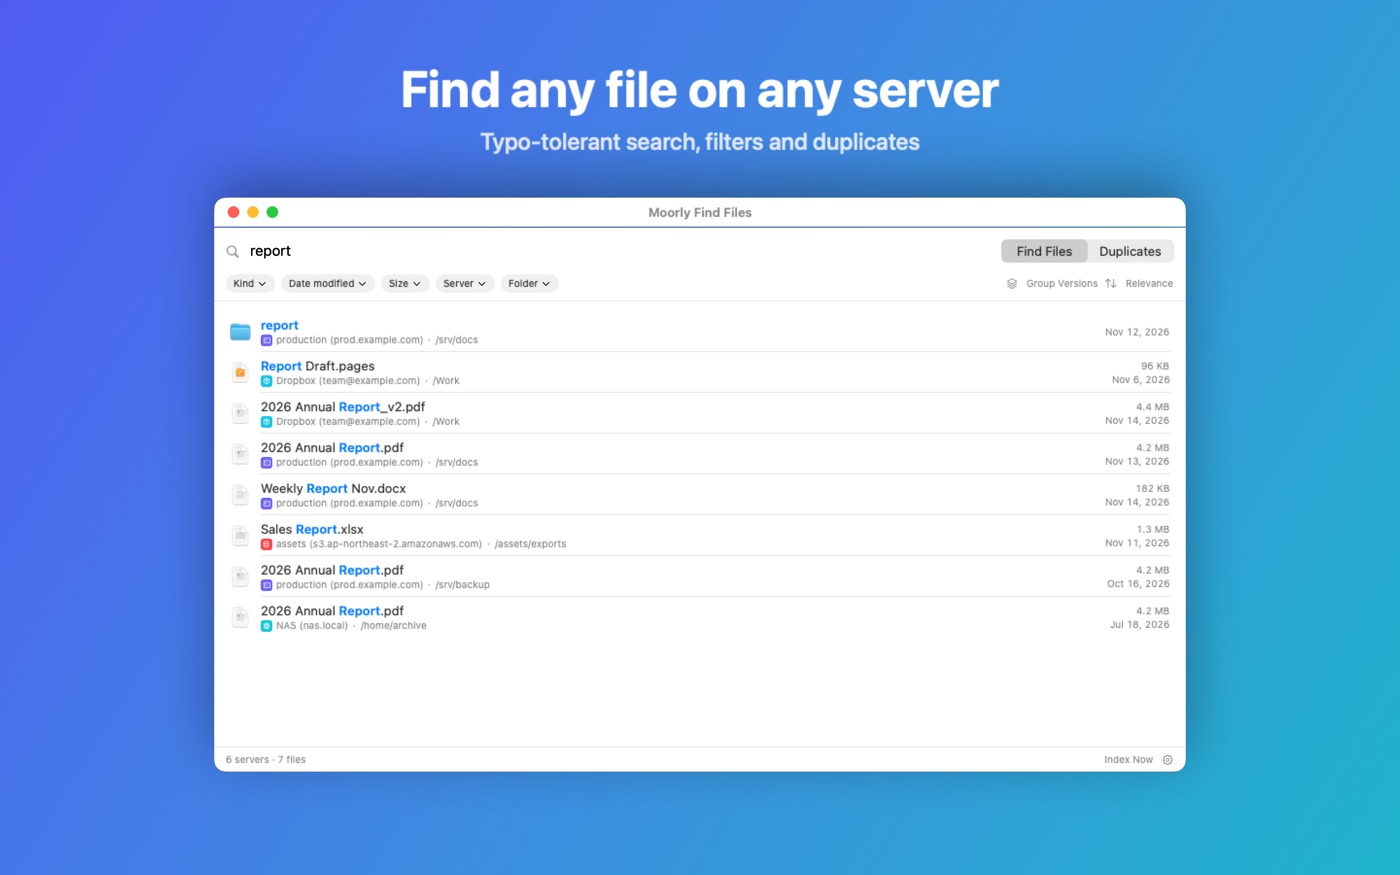 Find any file on any server
Typo-tolerant search, filters and duplicates
Moorly Find Files
report
Find Files
Duplicates
Kind
Date modified
Size
Server
Folder
Group Versions
Relevance
report
production (prod.example.com) · /srv/docs
Nov 12, 2026
Report Draft.pages
96 KB
Dropbox (team@example.com) · /Work
Nov 6, 2026
2026 Annual Report_v2.pdf
4.4 MB
Dropbox (team@example.com) · /Work
Nov 14, 2026
2026 Annual Report.pdf
4.2 MB
production (prod.example.com) · /srv/docs
Nov 13, 2026
Weekly Report Nov.docx
182 KB
production (prod.example.com) · /srv/docs
Nov 14, 2026
Sales Report.xlsx
1.3 MB
assets (s3.ap-northeast-2.amazonaws.com) · /assets/exports
Nov 11, 2026
2026 Annual Report.pdf
4.2 MB
production (prod.example.com) · /srv/backup
Oct 16, 2026
2026 Annual Report.pdf
4.2 MB
NAS (nas.local) · /home/archive
Jul 18, 2026
6 servers · 7 files
Index Now